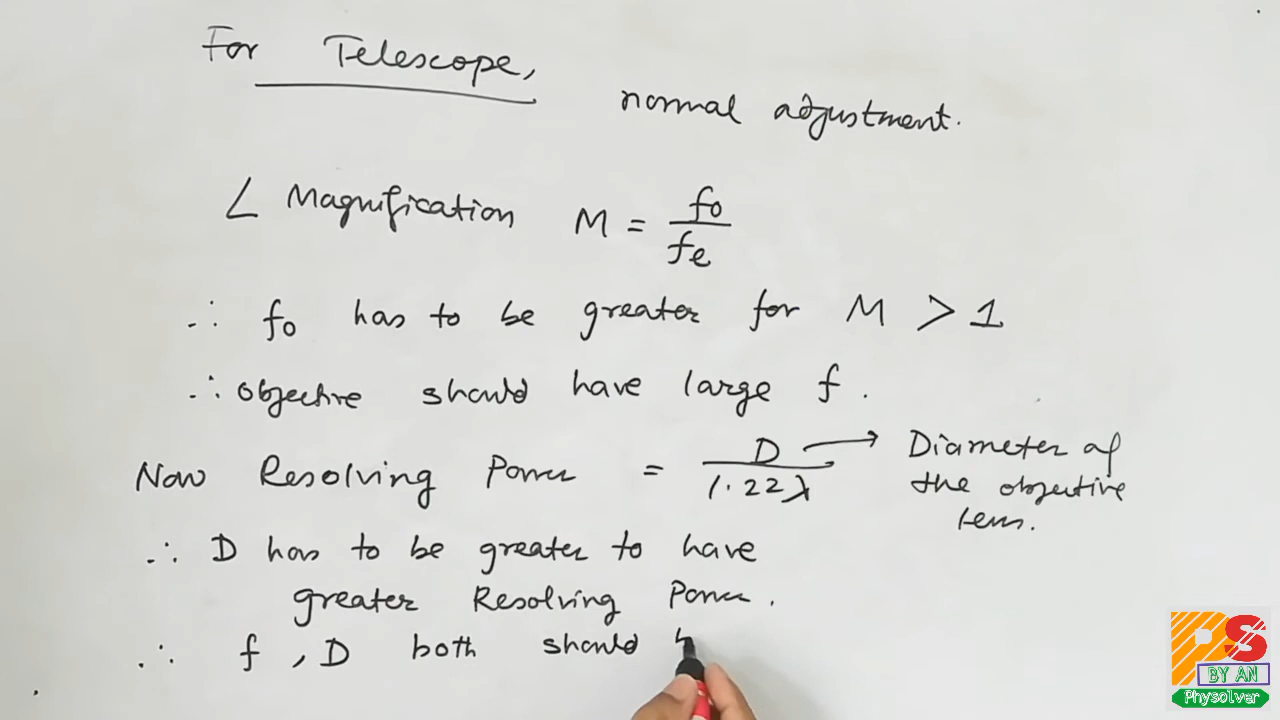 For Telescope,
normal adjustment.
∠ Magnification M = fo/fe
∴ fo has to be greater for M > 1
∴ objective should have large f.
Now Resolving Power = D/1.22λ → Diameter of
the objective
lens.
∴ D has to be greater to have
greater Resolving Power.
∴ f, D both should
PS
BY AN
Physolver